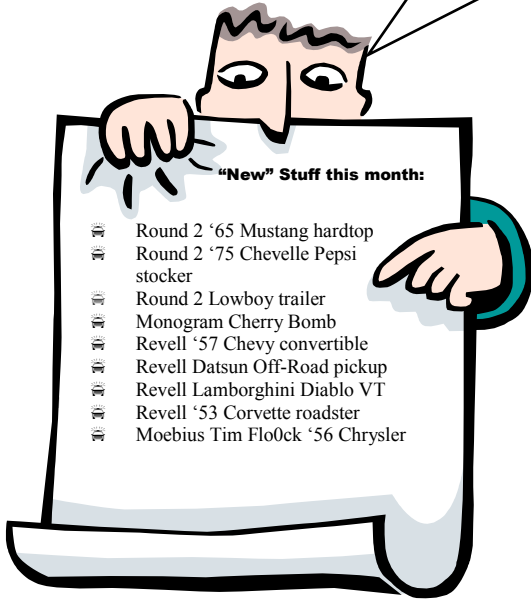 “New” Stuff this month:
Round 2 ‘65 Mustang hardtop
Round 2 ‘75 Chevelle Pepsi
stocker
Round 2 Lowboy trailer
Monogram Cherry Bomb
Revell ‘57 Chevy convertible
Revell Datsun Off-Road pickup
Revell Lamborghini Diablo VT
Revell ‘53 Corvette roadster
Moebius Tim Flo0ck ‘56 Chrysler